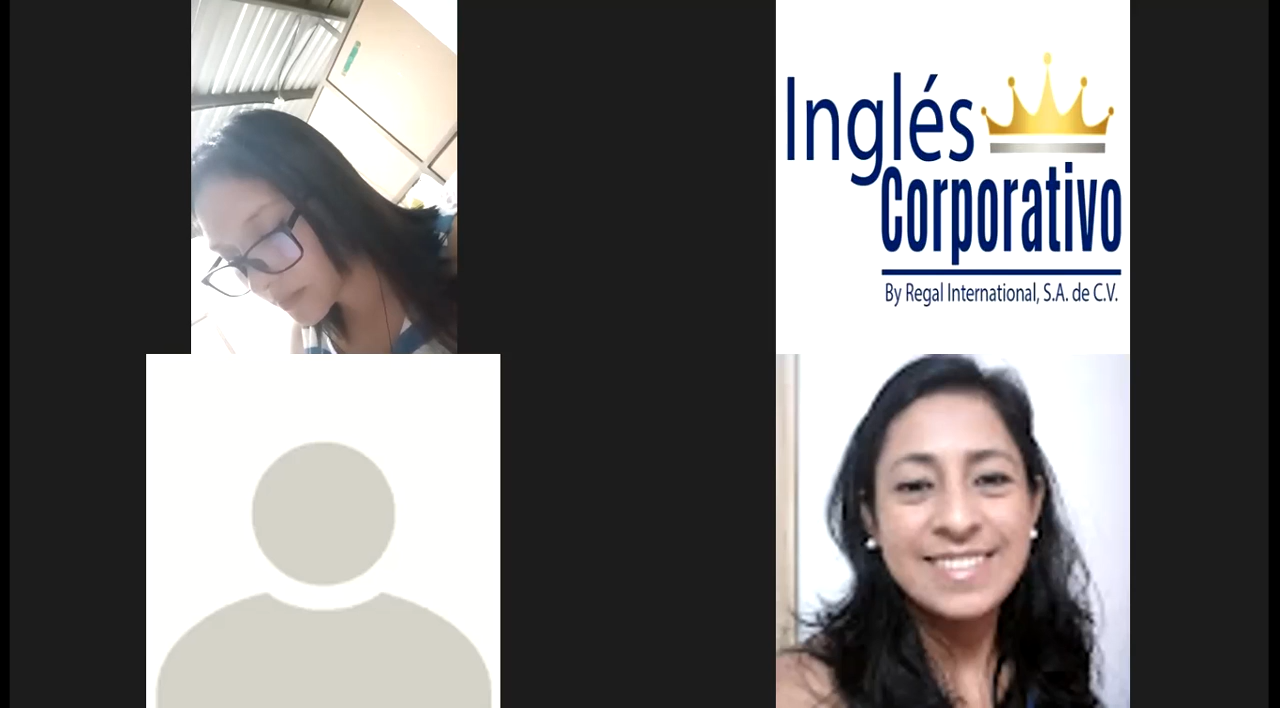 Inglés
Corporativo
By Regal International, S.A. de C.V.